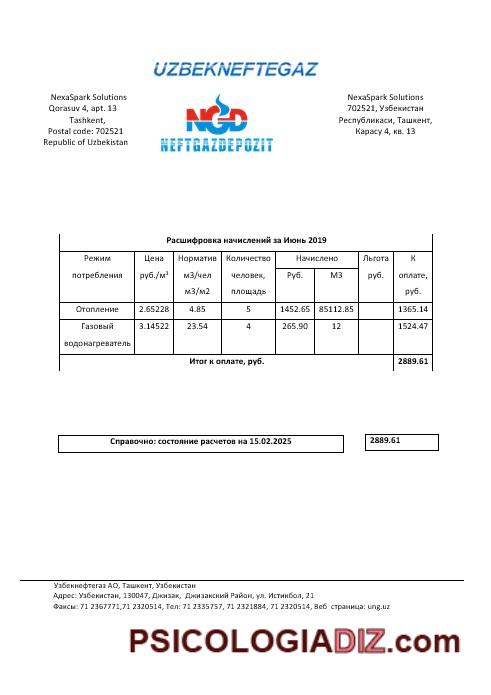 UZBEKNEFTEGAZ
NexaSpark Solutions
Qorasuv 4, apt. 13
Tashkent,
Postal code: 702521
Republic of Uzbekistan
NGD
NEFTGAZDEPOZIT
NexaSpark Solutions
702521, Узбекистан
Республикаси, Ташкент,
Карасу 4, кв. 13
Расшифровка начислений за Июнь 2019
Режим потребления Цена руб./м³ Норматив м3/чел м3/м2 Количество человек, площадь Начислено Руб. М3 Льгота руб. К оплате, руб.
Отопление 2.65228 4.85 5 1452.65 85112.85 1365.14
Газовый водонагреватель 3.14522 23.54 4 265.90 12 1524.47
Итог к оплате, руб. 2889.61
Справочно: состояние расчетов на 15.02.2025 2889.61
Узбекнефтегаз АО, Ташкент, Узбекистан
Адрес: Узбекистан, 130047, Джизак, Джизакский Район, ул. Истикбол, 21
Факсы: 71 2367771,71 2320514, Тел: 71 2335757, 71 2321884, 71 2320514, Веб страница: ung.uz
PSICOLOGIADIZ.com